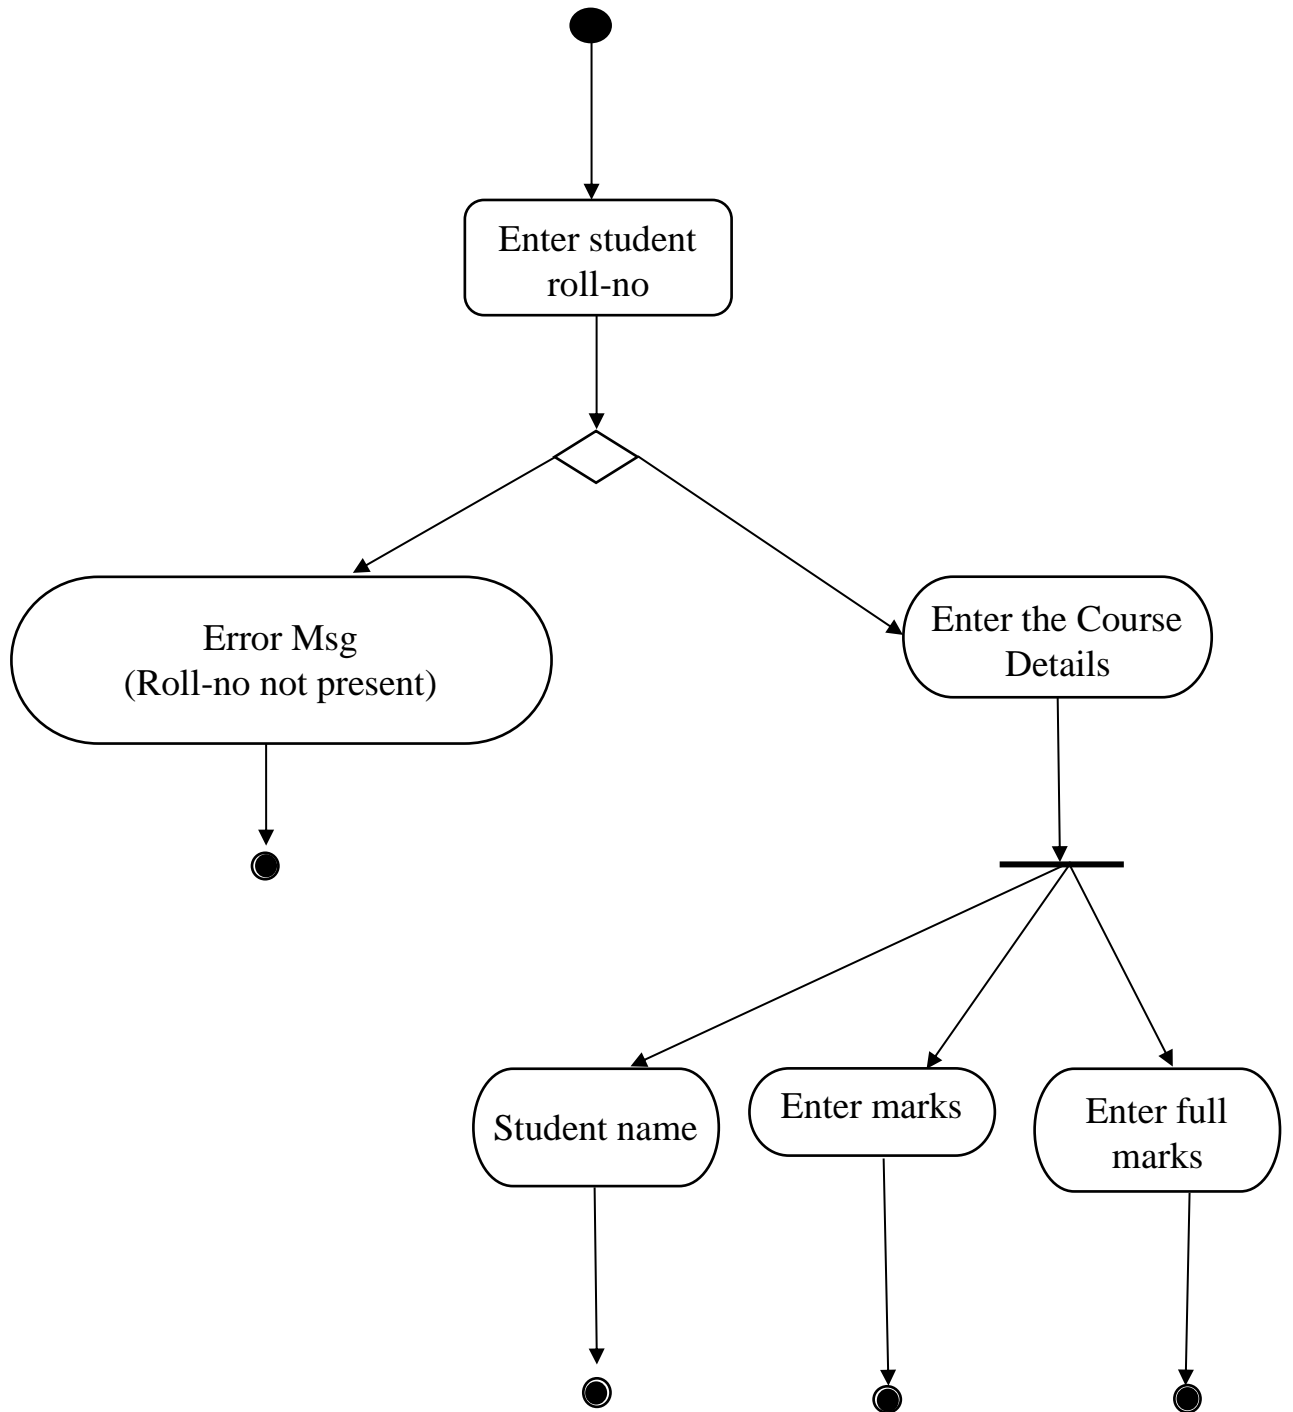 Enter student
roll-no
Error Msg
(Roll-no not present)
Enter the Course
Details
Student name
Enter marks
Enter full
marks